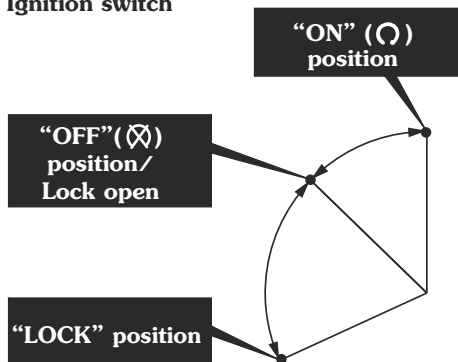 Ignition switch
“ON” (↻)
position
“OFF”(⊗)
position/
Lock open
“LOCK” position